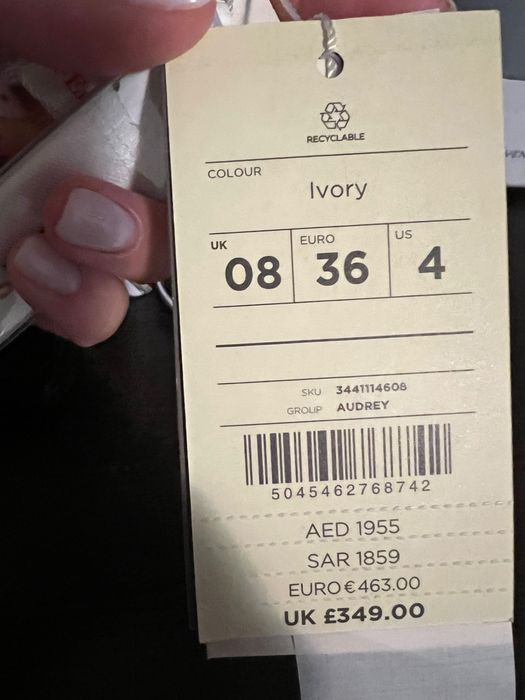 RECYCLABLE
COLOUR
Ivory
UK 08 EURO 36 US 4
SKU 3441114608
GROUP AUDREY
5045462768742
AED 1955
SAR 1859
EURO €463.00
UK £349.00